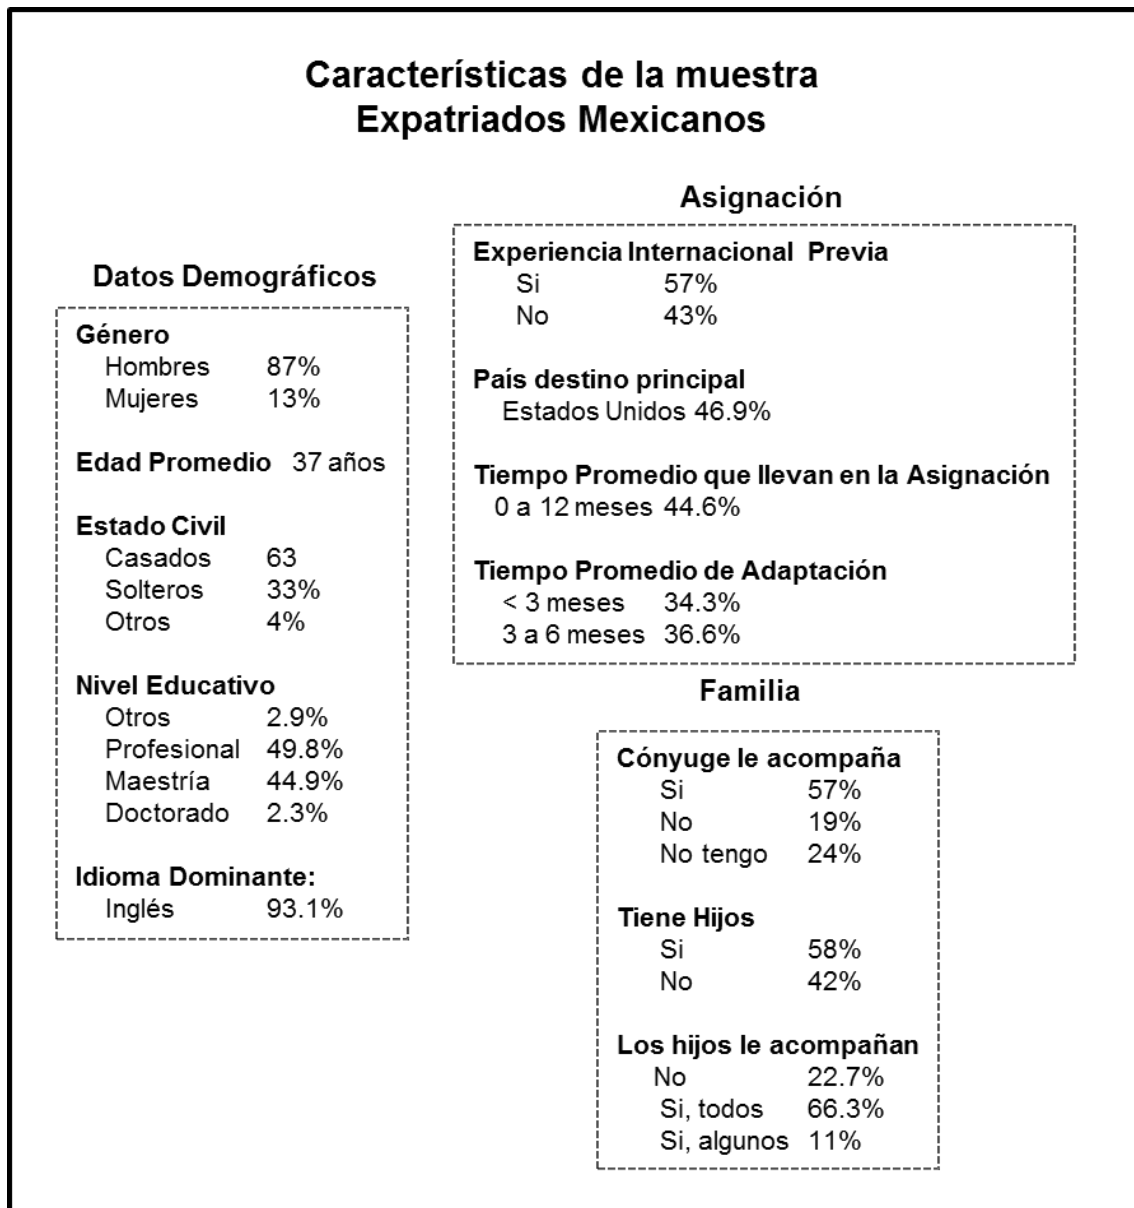 Características de la muestra
Expatriados Mexicanos
Datos Demográficos
Género
Hombres 87%
Mujeres 13%
Edad Promedio 37 años
Estado Civil
Casados 63
Solteros 33%
Otros 4%
Nivel Educativo
Otros 2.9%
Profesional 49.8%
Maestría 44.9%
Doctorado 2.3%
Idioma Dominante:
Inglés 93.1%
Asignación
Experiencia Internacional Previa
Si 57%
No 43%
País destino principal
Estados Unidos 46.9%
Tiempo Promedio que llevan en la Asignación
0 a 12 meses 44.6%
Tiempo Promedio de Adaptación
< 3 meses 34.3%
3 a 6 meses 36.6%
Familia
Cónyuge le acompaña
Si 57%
No 19%
No tengo 24%
Tiene Hijos
Si 58%
No 42%
Los hijos le acompañan
No 22.7%
Si, todos 66.3%
Si, algunos 11%